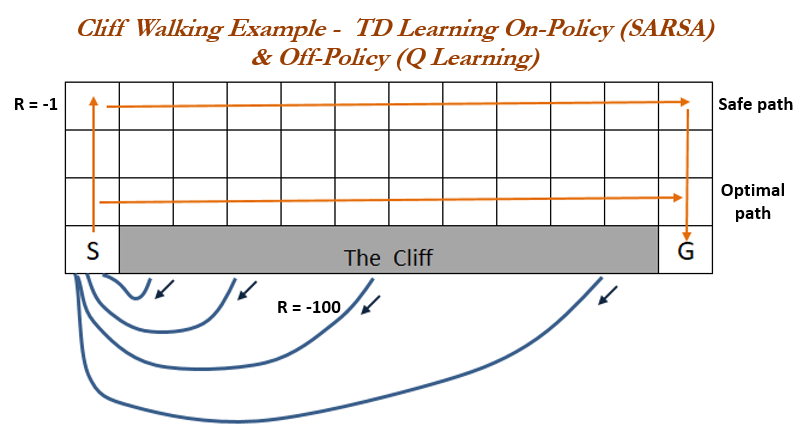 Cliff Walking Example - TD Learning On-Policy (SARSA)
& Off-Policy (Q Learning)
R = -1
Safe path
Optimal
path
S
The Cliff
G
R = -100